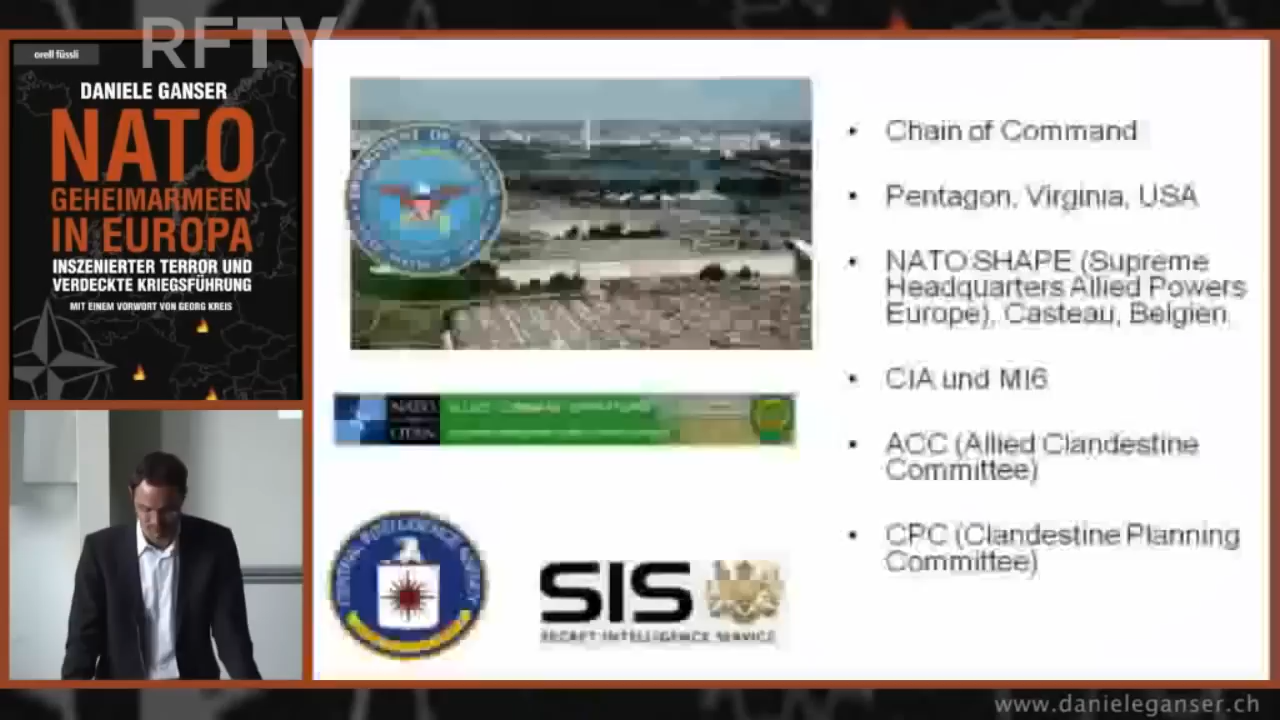 RFTV
orell füssli
DANIELE GANSER
NATO
GEHEIMARMEEN
IN EUROPA
INSZENIERTER TERROR UND
VERDECKTE KRIEGSFÜHRUNG
MIT EINEM VORWORT VON GEORG KREIS
• Chain of Command
• Pentagon, Virginia, USA
• NATO SHAPE (Supreme
Headquarters Allied Powers
Europe), Casteau, Belgien
• CIA und MI6
• ACC (Allied Clandestine
Committee)
• CPC (Clandestine Planning
Committee)
NATO
OTAN
SIS
SECRET INTELLIGENCE SERVICE
www.danieleganser.ch